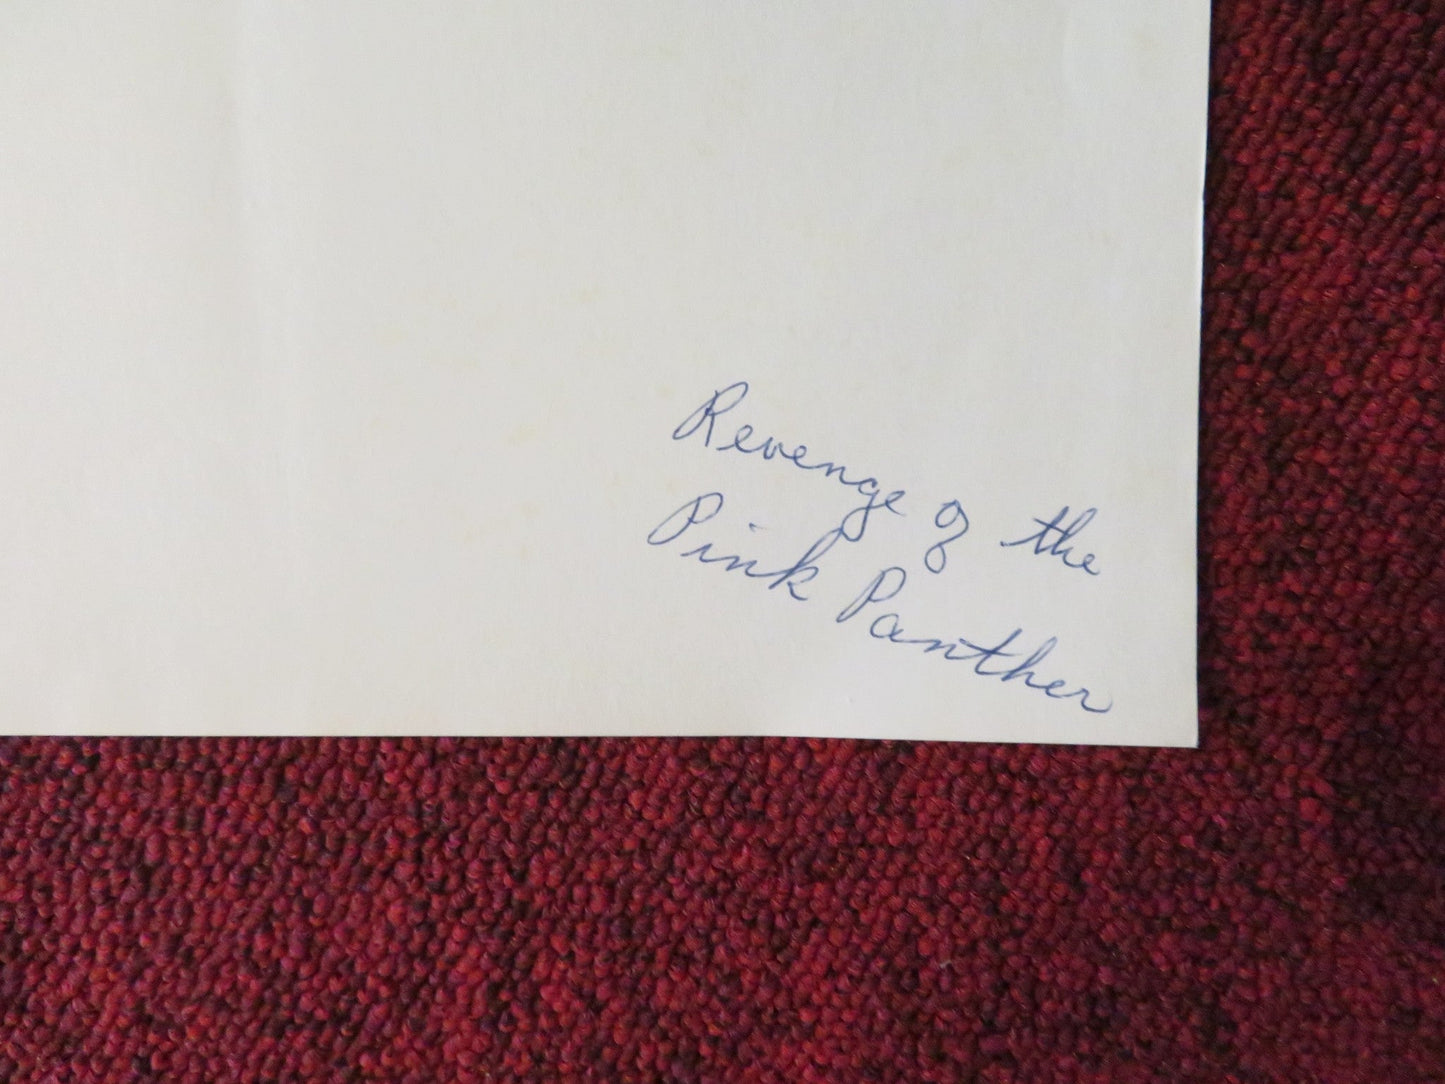 Revenge of the
Pink Panther